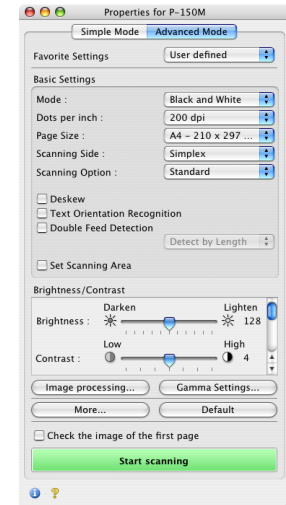 Properties for P-150M
Simple Mode Advanced Mode
Favorite Settings User defined
Basic Settings
Mode : Black and White
Dots per inch : 200 dpi
Page Size : A4 - 210 x 297 ...
Scanning Side : Simplex
Scanning Option : Standard
Deskew
Text Orientation Recognition
Double Feed Detection
Detect by Length
Set Scanning Area
Brightness/Contrast
Darken Lighten
Brightness : 128
Low High
Contrast : 4
Image processing... Gamma Settings...
More... Default
Check the image of the first page
Start scanning